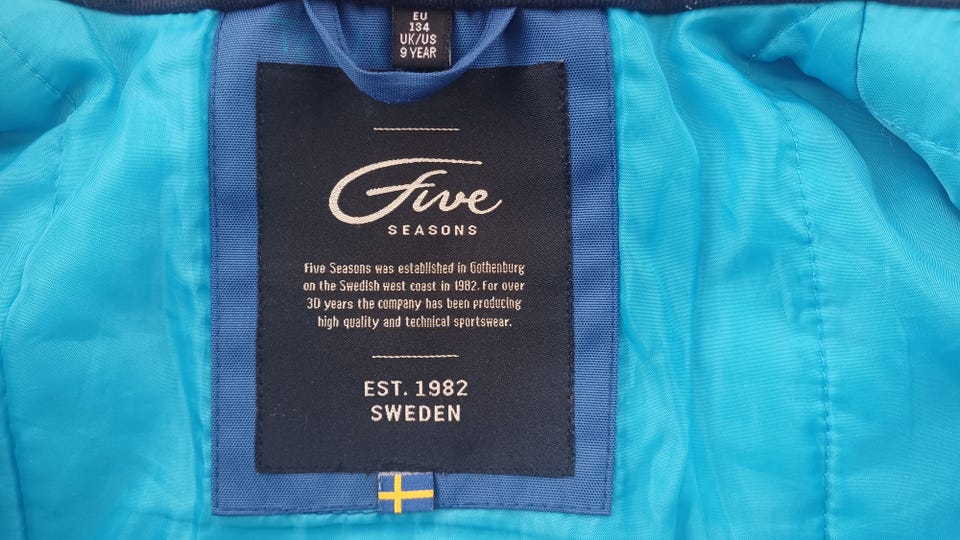 EU
134
UK/US
9 YEAR
Five
SEASONS
Five Seasons was established in Gothenburg
on the Swedish west coast in 1982. For over
30 years the company has been producing
high quality and technical sportswear.
EST. 1982
SWEDEN